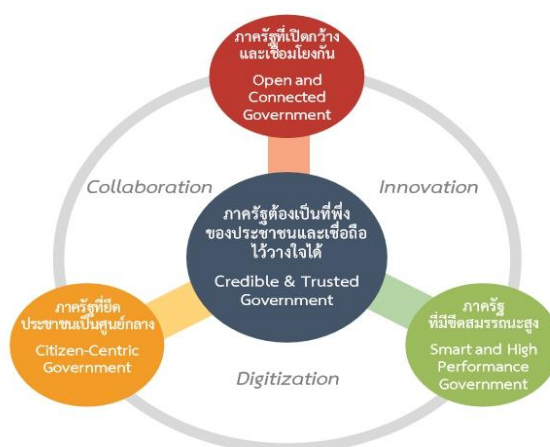 ภาครัฐที่เปิดกว้าง
และเชื่อมโยงกัน
Open and
Connected
Government
Collaboration
Innovation
ภาครัฐต้องเป็นที่พึ่ง
ของประชาชนและเชื่อถือ
ไว้วางใจได้
Credible & Trusted
Government
ภาครัฐที่ยึด
ประชาชนเป็นศูนย์กลาง
Citizen-Centric
Government
ภาครัฐ
ที่มีขีดสมรรถนะสูง
Smart and High
Performance
Government
Digitization